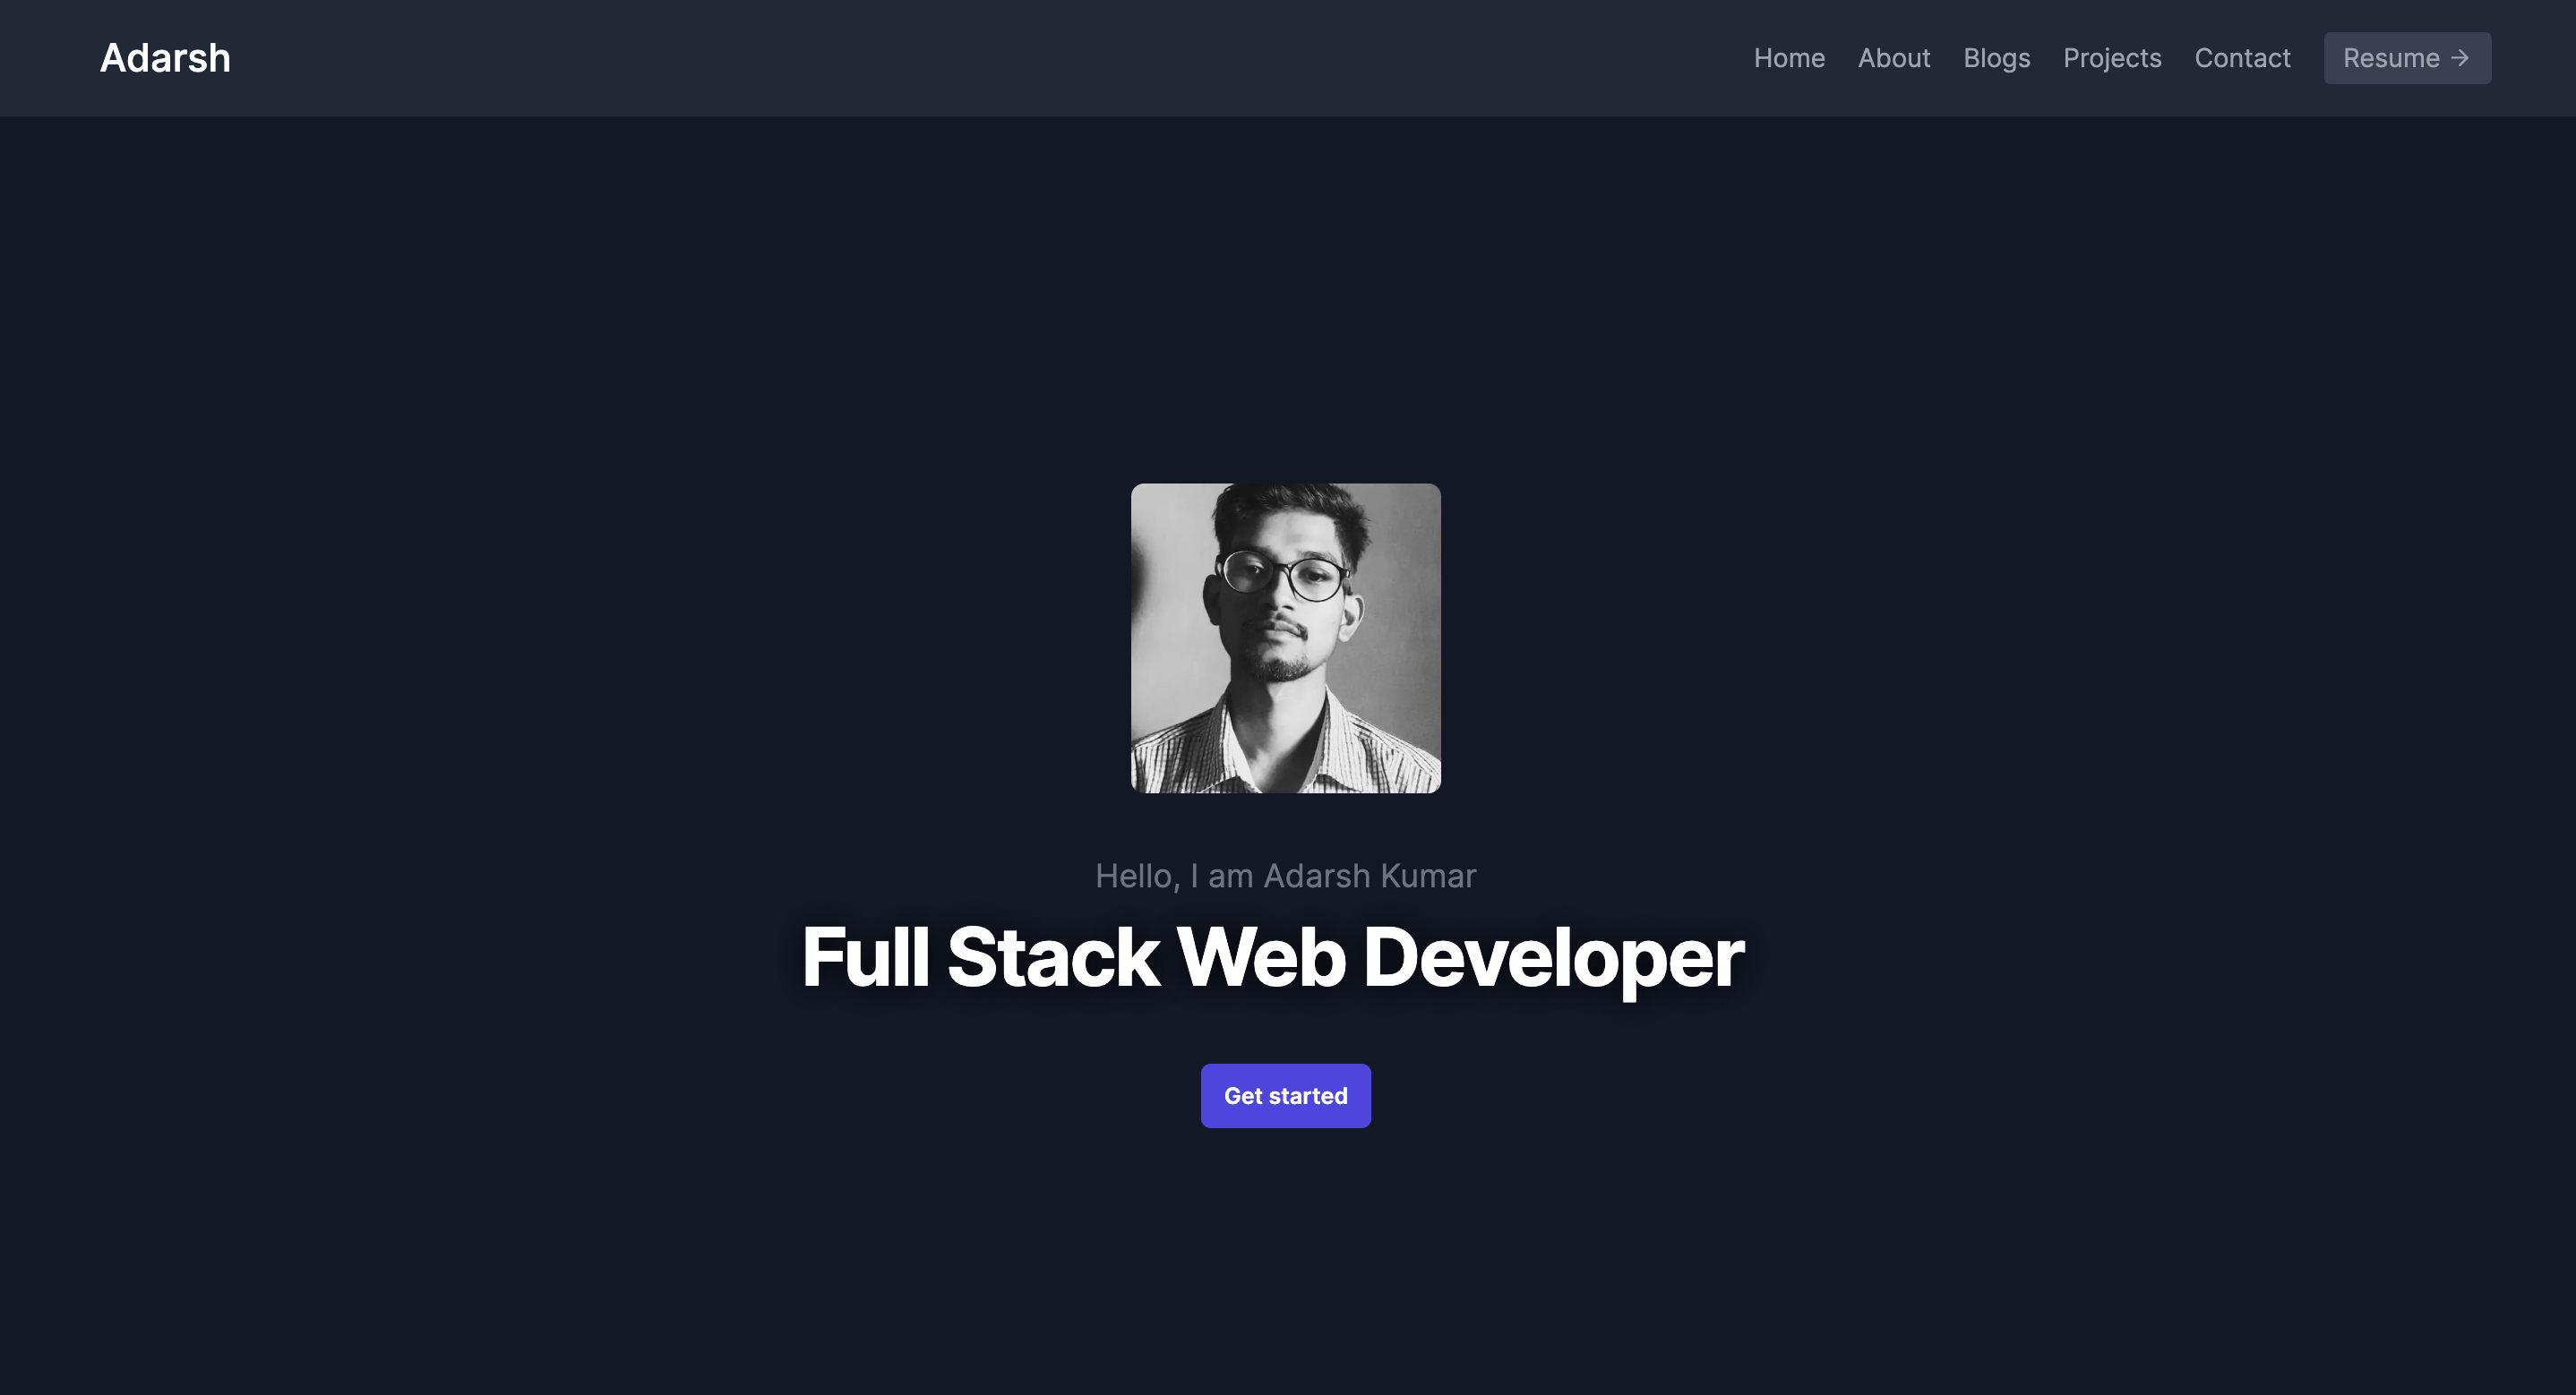 Adarsh
Home About Blogs Projects Contact Resume →
Hello, I am Adarsh Kumar
Full Stack Web Developer
Get started